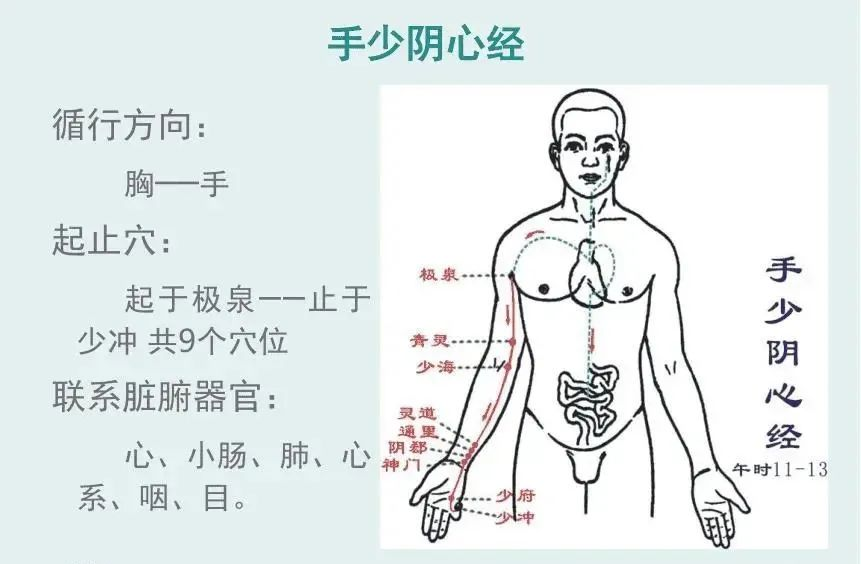 手少阴心经
循行方向：
胸——手
起止穴：
起于极泉——止于
少冲 共9个穴位
联系脏腑器官：
心、小肠、肺、心
系、咽、目。
极泉
青灵
少海
灵道
通里
阴郄
神门
少府
少冲
手少阴心经
午时11-13